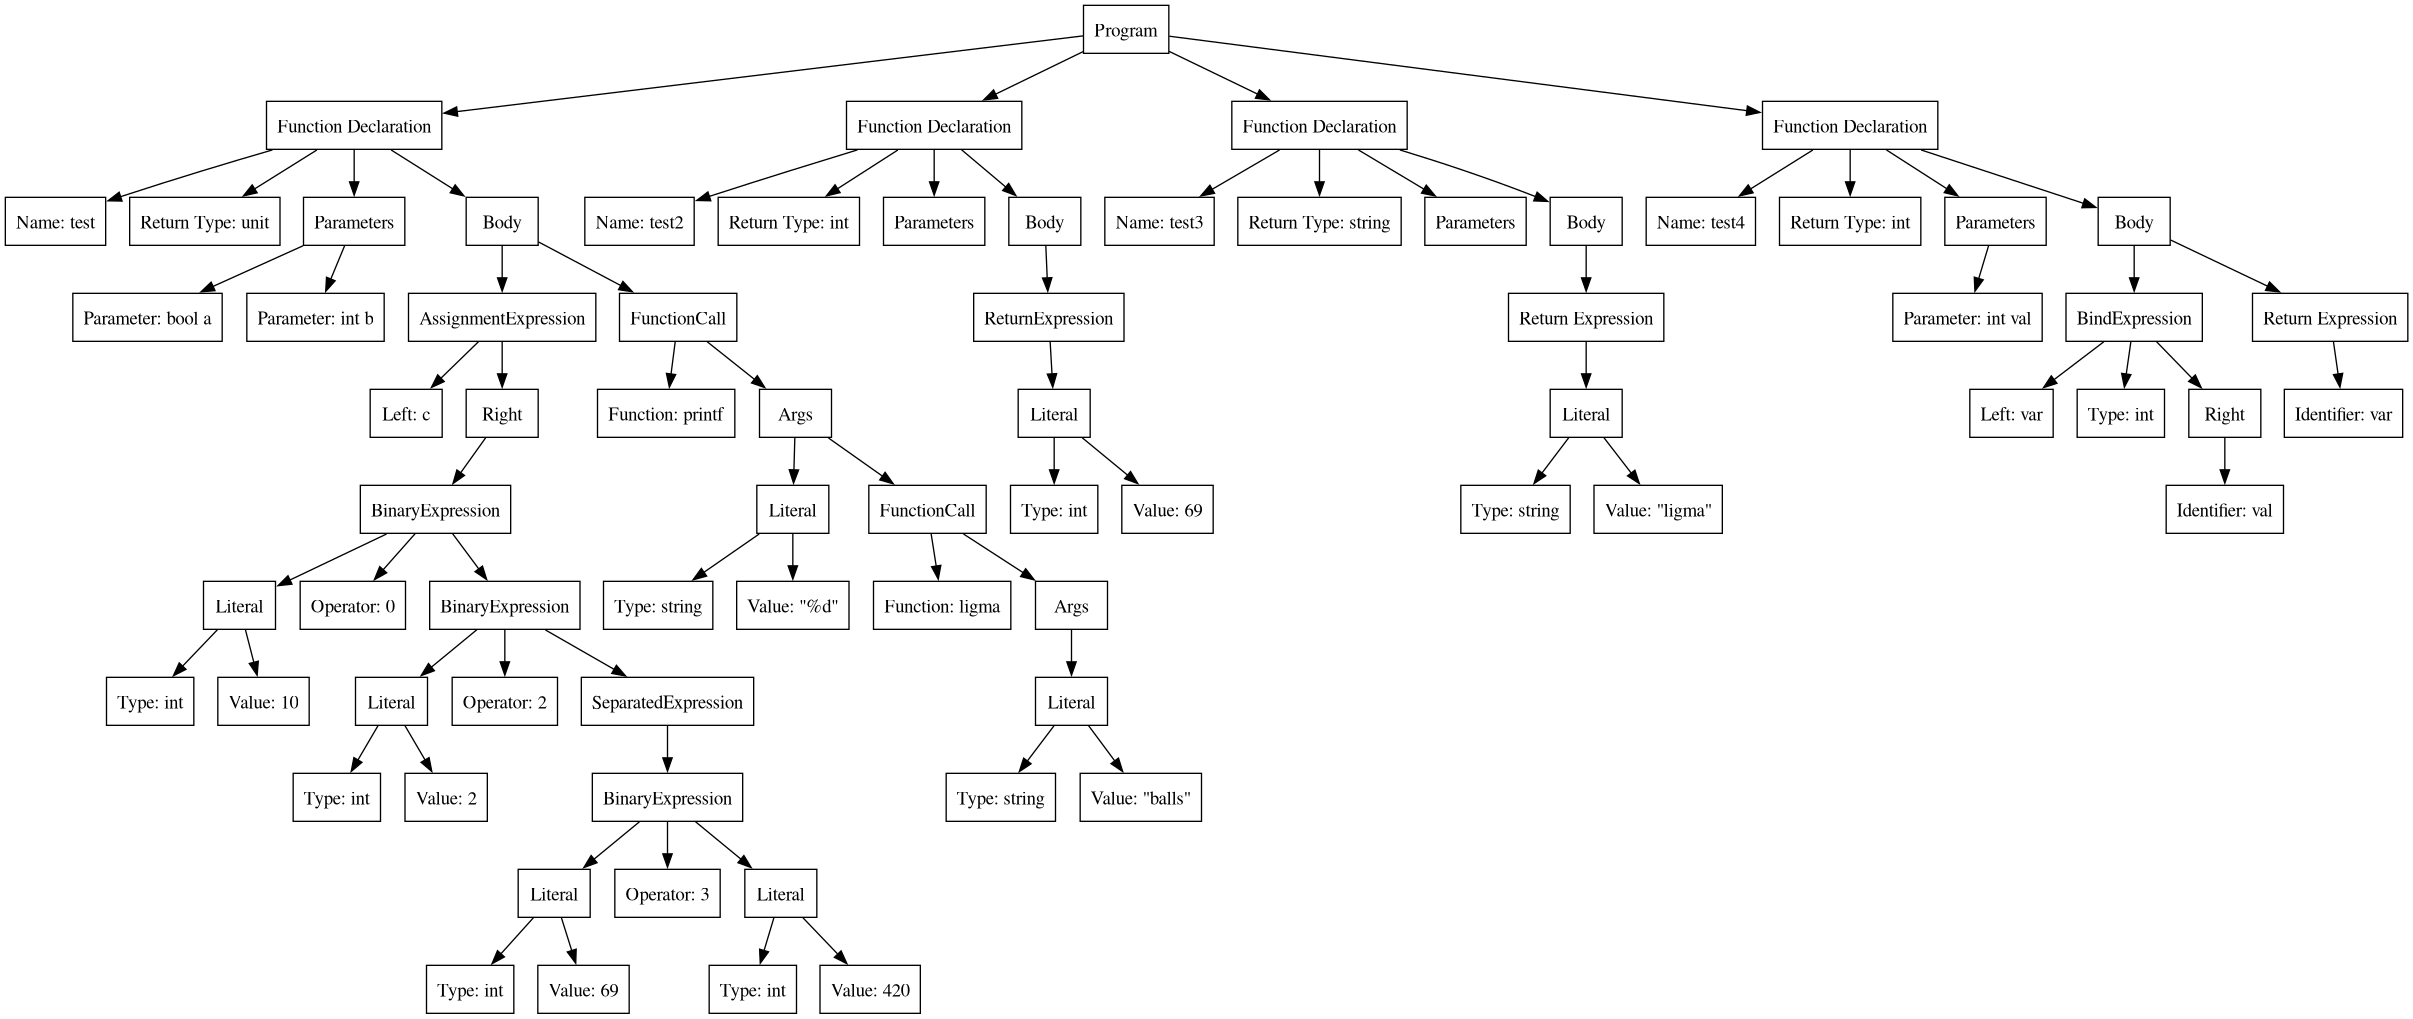 Program
Function Declaration
Function Declaration
Function Declaration
Function Declaration
Name: test
Return Type: unit
Parameters
Body
Name: test2
Return Type: int
Parameters
Body
Name: test3
Return Type: string
Parameters
Body
Name: test4
Return Type: int
Parameters
Body
Parameter: bool a
Parameter: int b
AssignmentExpression
FunctionCall
ReturnExpression
Return Expression
Parameter: int val
BindExpression
Return Expression
Left: c
Right
Function: printf
Args
Literal
Literal
Left: var
Type: int
Right
Identifier: var
BinaryExpression
Literal
FunctionCall
Type: int
Value: 69
Type: string
Value: "ligma"
Identifier: val
Literal
Operator: 0
BinaryExpression
Type: string
Value: "%d"
Function: ligma
Args
Type: int
Value: 10
Literal
Operator: 2
SeparatedExpression
Literal
Type: int
Value: 2
BinaryExpression
Type: string
Value: "balls"
Literal
Operator: 3
Literal
Type: int
Value: 69
Type: int
Value: 420